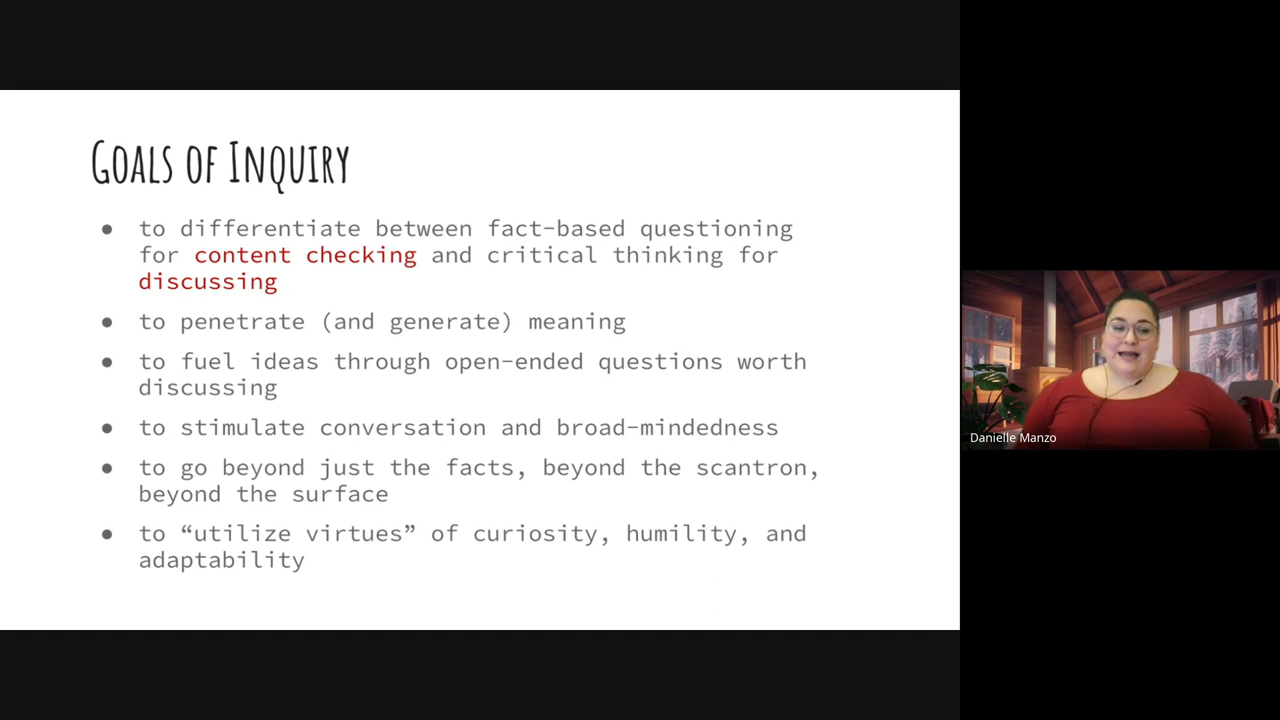 Goals of Inquiry
● to differentiate between fact-based questioning
for content checking and critical thinking for
discussing
● to penetrate (and generate) meaning
● to fuel ideas through open-ended questions worth
discussing
● to stimulate conversation and broad-mindedness
● to go beyond just the facts, beyond the scantron,
beyond the surface
● to “utilize virtues” of curiosity, humility, and
adaptability
Danielle Manzo